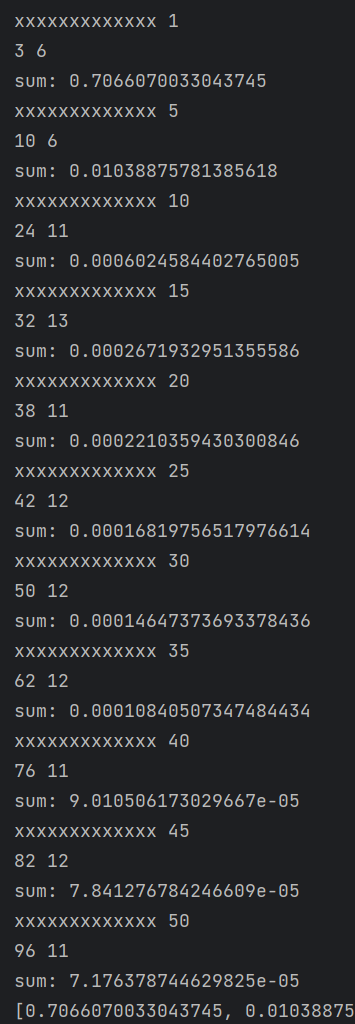 xxxxxxxxxxxxx 1
3 6
sum: 0.7066070033043745
xxxxxxxxxxxxx 5
10 6
sum: 0.01038875781385618
xxxxxxxxxxxxx 10
24 11
sum: 0.0006024584402765005
xxxxxxxxxxxxx 15
32 13
sum: 0.0002671932951355586
xxxxxxxxxxxxx 20
38 11
sum: 0.0002210359430300846
xxxxxxxxxxxxx 25
42 12
sum: 0.00016819756517976614
xxxxxxxxxxxxx 30
50 12
sum: 0.00014647373693378436
xxxxxxxxxxxxx 35
62 12
sum: 0.00010840507347484434
xxxxxxxxxxxxx 40
76 11
sum: 9.010506173029667e-05
xxxxxxxxxxxxx 45
82 12
sum: 7.841276784246609e-05
xxxxxxxxxxxxx 50
96 11
sum: 7.176378744629825e-05
[0.7066070033043745, 0.01038875